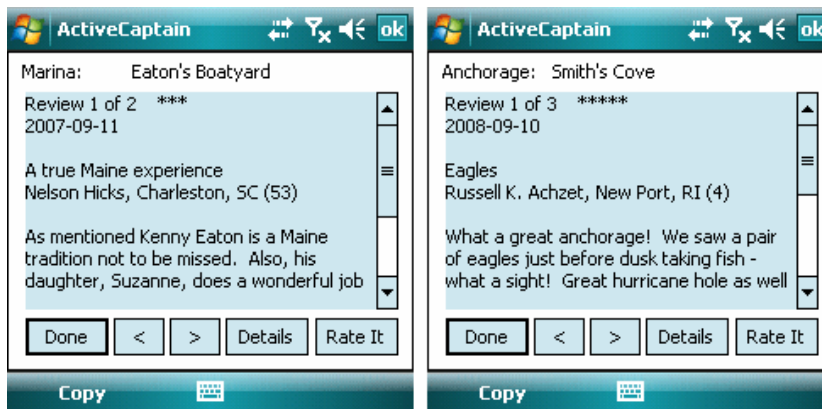 ActiveCaptain
ok
Marina: Eaton's Boatyard
Review 1 of 2 ***
2007-09-11
A true Maine experience
Nelson Hicks, Charleston, SC (53)
As mentioned Kenny Eaton is a Maine
tradition not to be missed. Also, his
daughter, Suzanne, does a wonderful job
Done
<
>
Details
Rate It
Copy
ActiveCaptain
ok
Anchorage: Smith's Cove
Review 1 of 3 *****
2008-09-10
Eagles
Russell K. Achzet, New Port, RI (4)
What a great anchorage! We saw a pair
of eagles just before dusk taking fish -
what a sight! Great hurricane hole as well
Done
<
>
Details
Rate It
Copy